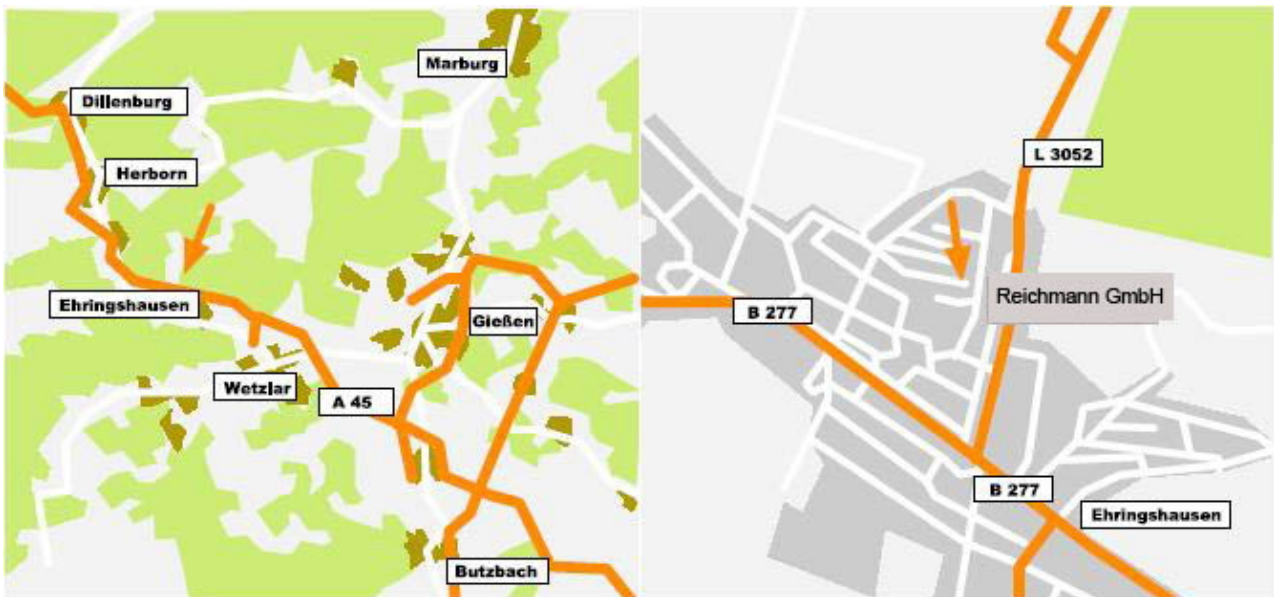 Marburg
Dillenburg
Herborn
Ehringshausen
Gießen
Wetzlar
A 45
Butzbach
L 3052
Reichmann GmbH
B 277
B 277
Ehringshausen